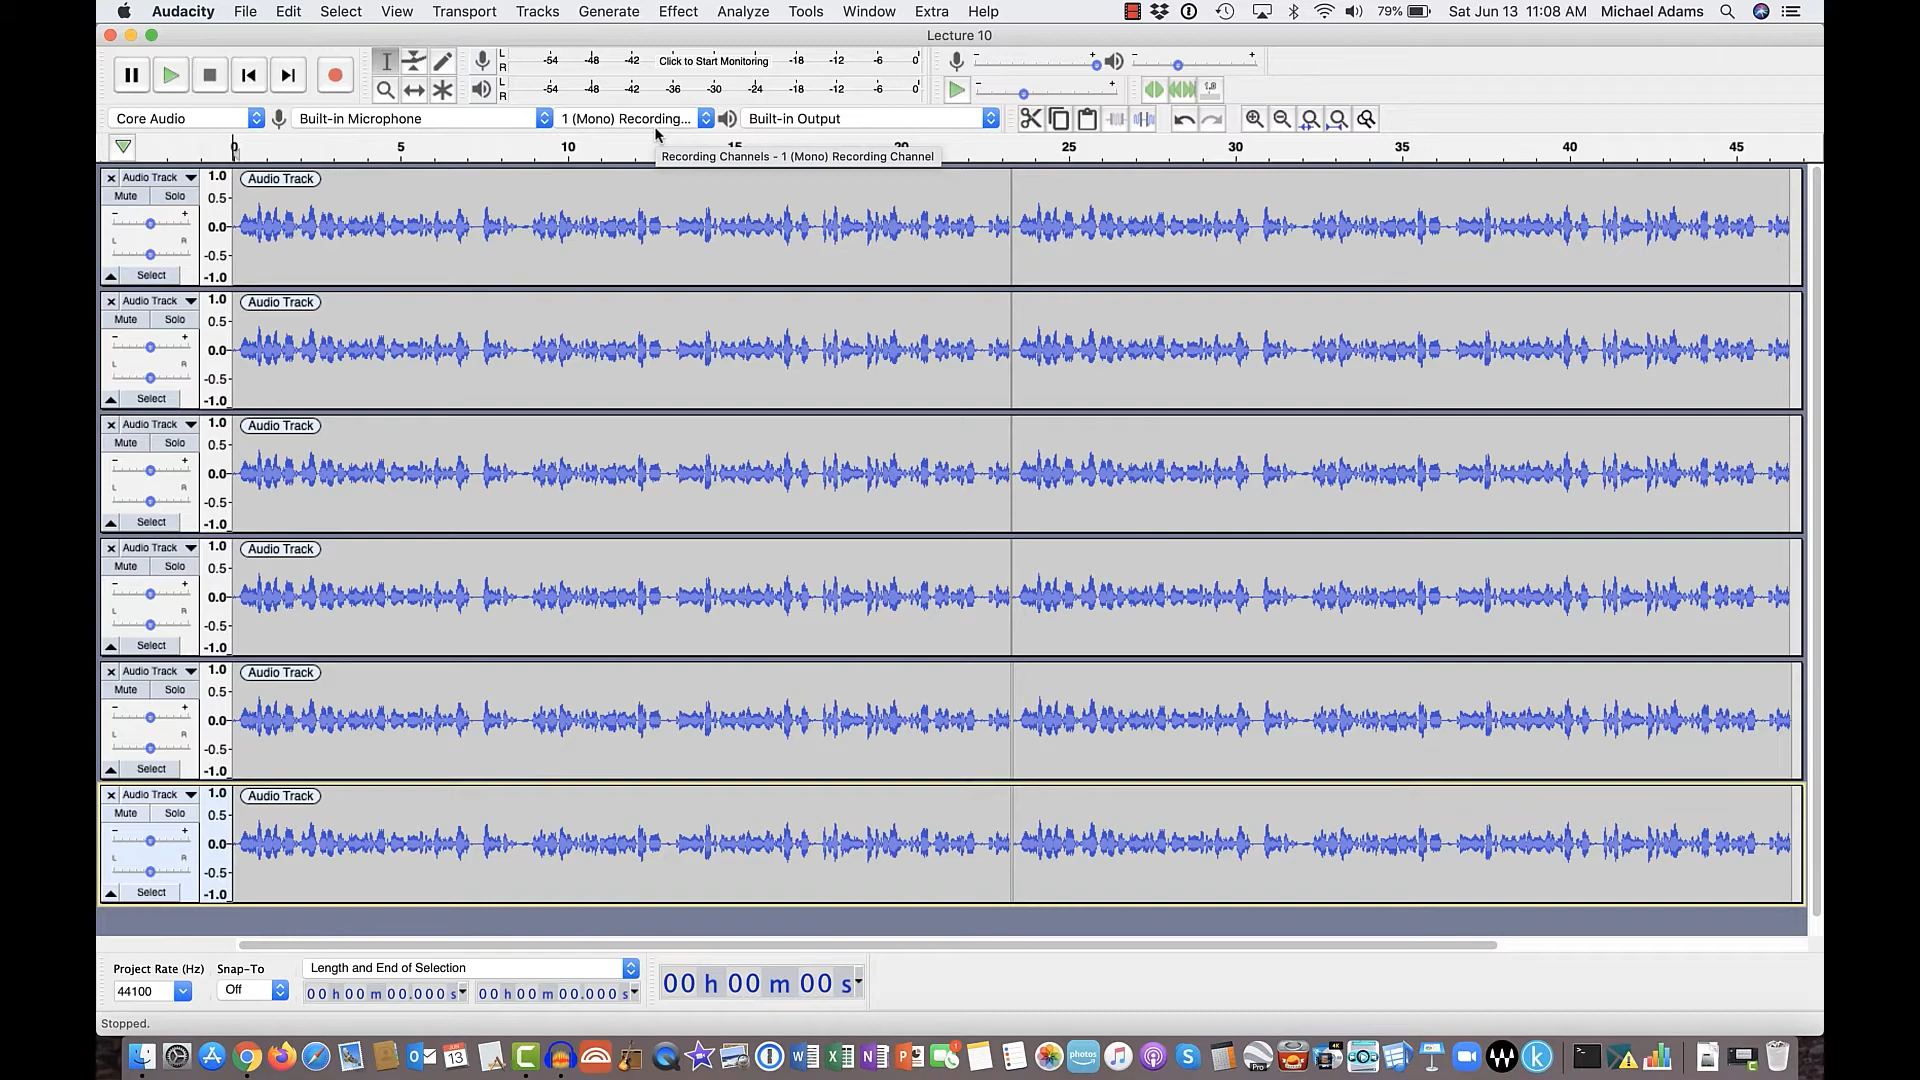 Audacity File Edit Select View Transport Tracks Generate Effect Analyze Tools Window Extra Help 79% Sat Jun 13 11:08 AM Michael Adams
Lecture 10
L R -54 -48 -42 Click to Start Monitoring -18 -12 -6 0
L R -54 -48 -42 -36 -30 -24 -18 -12 -6 0
Core Audio Built-in Microphone 1 (Mono) Recording... Built-in Output
0 5 10 15 20 25 30 35 40 45
Recording Channels - 1 (Mono) Recording Channel
Audio Track 1.0 Audio Track
Mute Solo 0.5
0.0
L R -0.5
Select -1.0
Audio Track 1.0 Audio Track
Mute Solo 0.5
0.0
L R -0.5
Select -1.0
Audio Track 1.0 Audio Track
Mute Solo 0.5
0.0
L R -0.5
Select -1.0
Audio Track 1.0 Audio Track
Mute Solo 0.5
0.0
L R -0.5
Select -1.0
Audio Track 1.0 Audio Track
Mute Solo 0.5
0.0
L R -0.5
Select -1.0
Audio Track 1.0 Audio Track
Mute Solo 0.5
0.0
L R -0.5
Select -1.0
Project Rate (Hz) Snap-To Length and End of Selection
44100 Off 00 h 00 m 00.000 s 00 h 00 m 00.000 s 00 h 00 m 00 s
Stopped.
JUN 13 photos Pro 4K